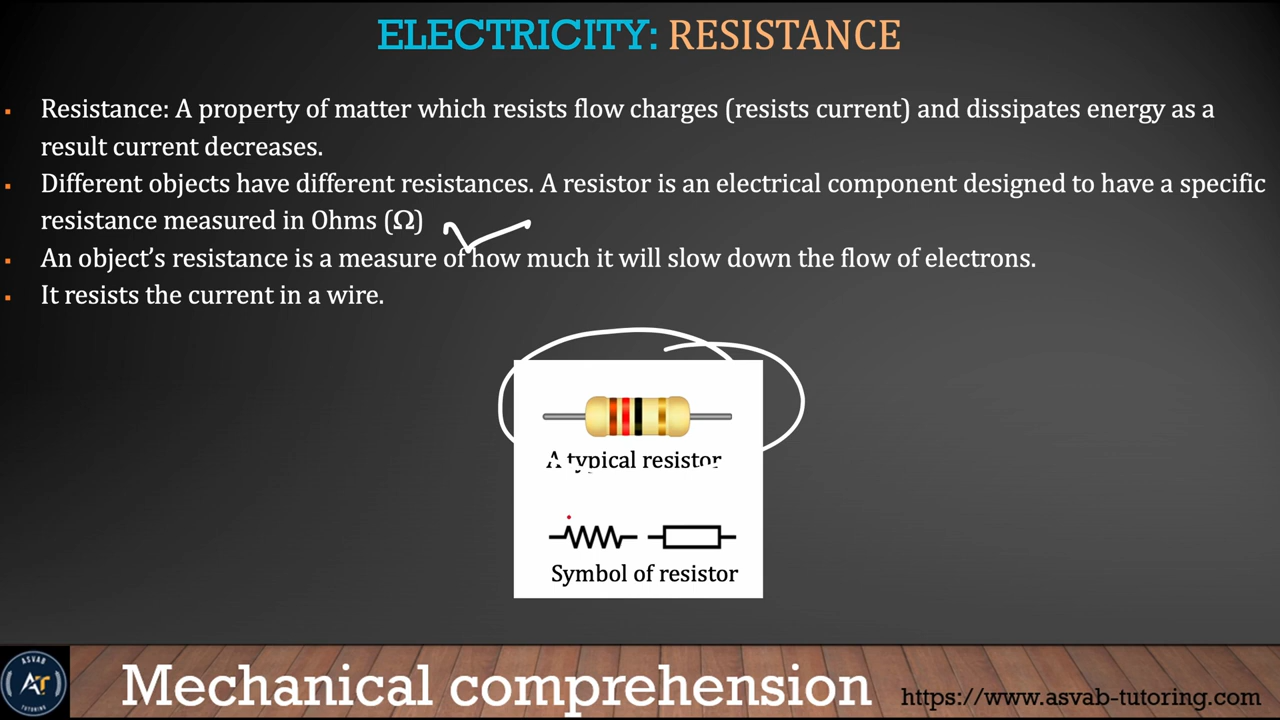 ELECTRICITY: RESISTANCE
▪ Resistance: A property of matter which resists flow charges (resists current) and dissipates energy as a
result current decreases.
▪ Different objects have different resistances. A resistor is an electrical component designed to have a specific
resistance measured in Ohms (Ω)
▪ An object’s resistance is a measure of how much it will slow down the flow of electrons.
▪ It resists the current in a wire.
A typical resistor
Symbol of resistor
ASVAB
AT
TUTORING
Mechanical comprehension
https://www.asvab-tutoring.com